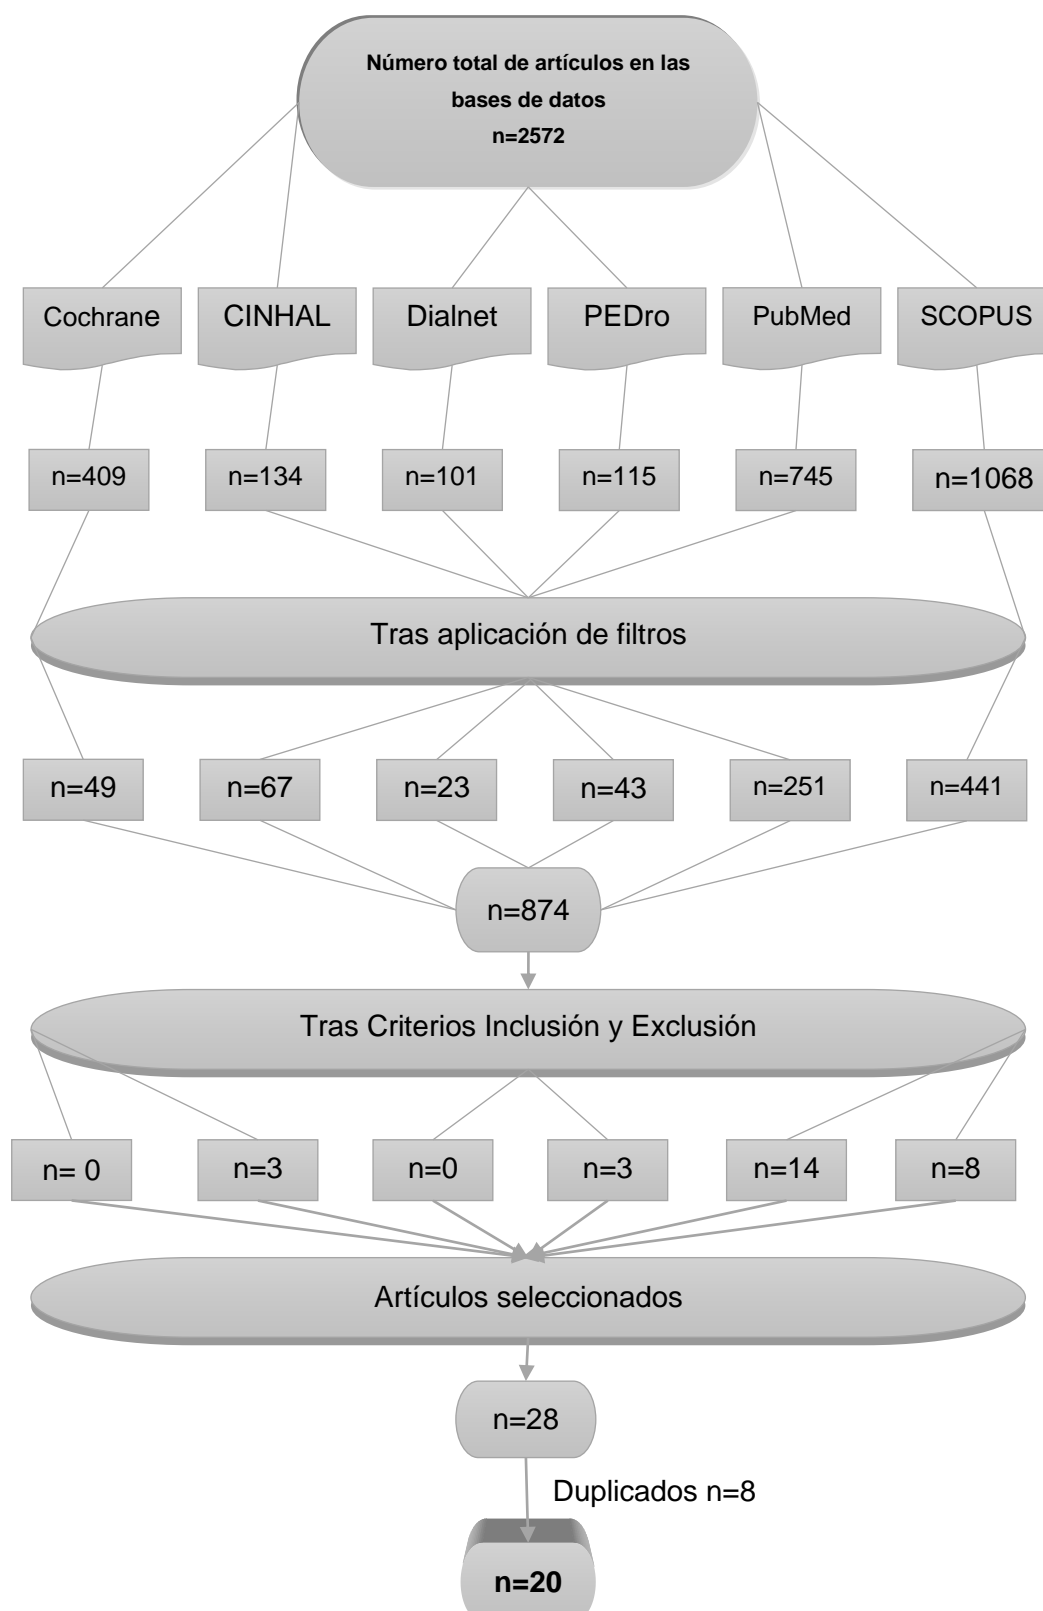 Número total de artículos en las
bases de datos
n=2572
Cochrane
CINHAL
Dialnet
PEDro
PubMed
SCOPUS
n=409
n=134
n=101
n=115
n=745
n=1068
Tras aplicación de filtros
n=49
n=67
n=23
n=43
n=251
n=441
n=874
Tras Criterios Inclusión y Exclusión
n= 0
n=3
n=0
n=3
n=14
n=8
Artículos seleccionados
n=28
Duplicados n=8
n=20